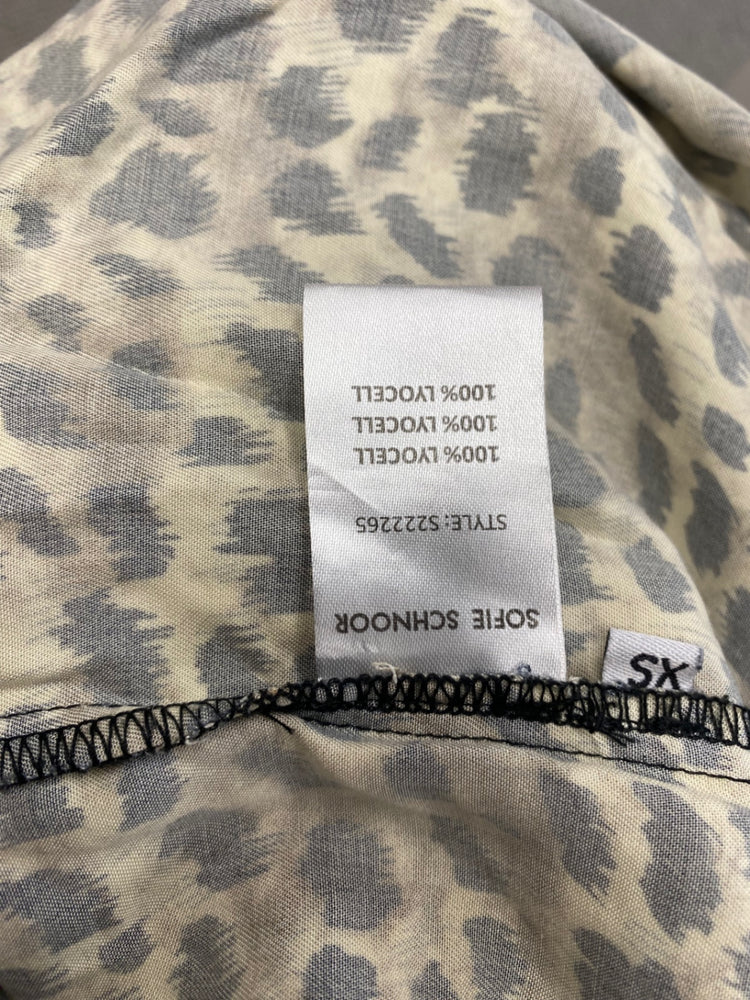 SOFIE SCHNOOR
STYLE: S222265
100% LYOCELL
100% LYOCELL
100% LYOCELL
XS